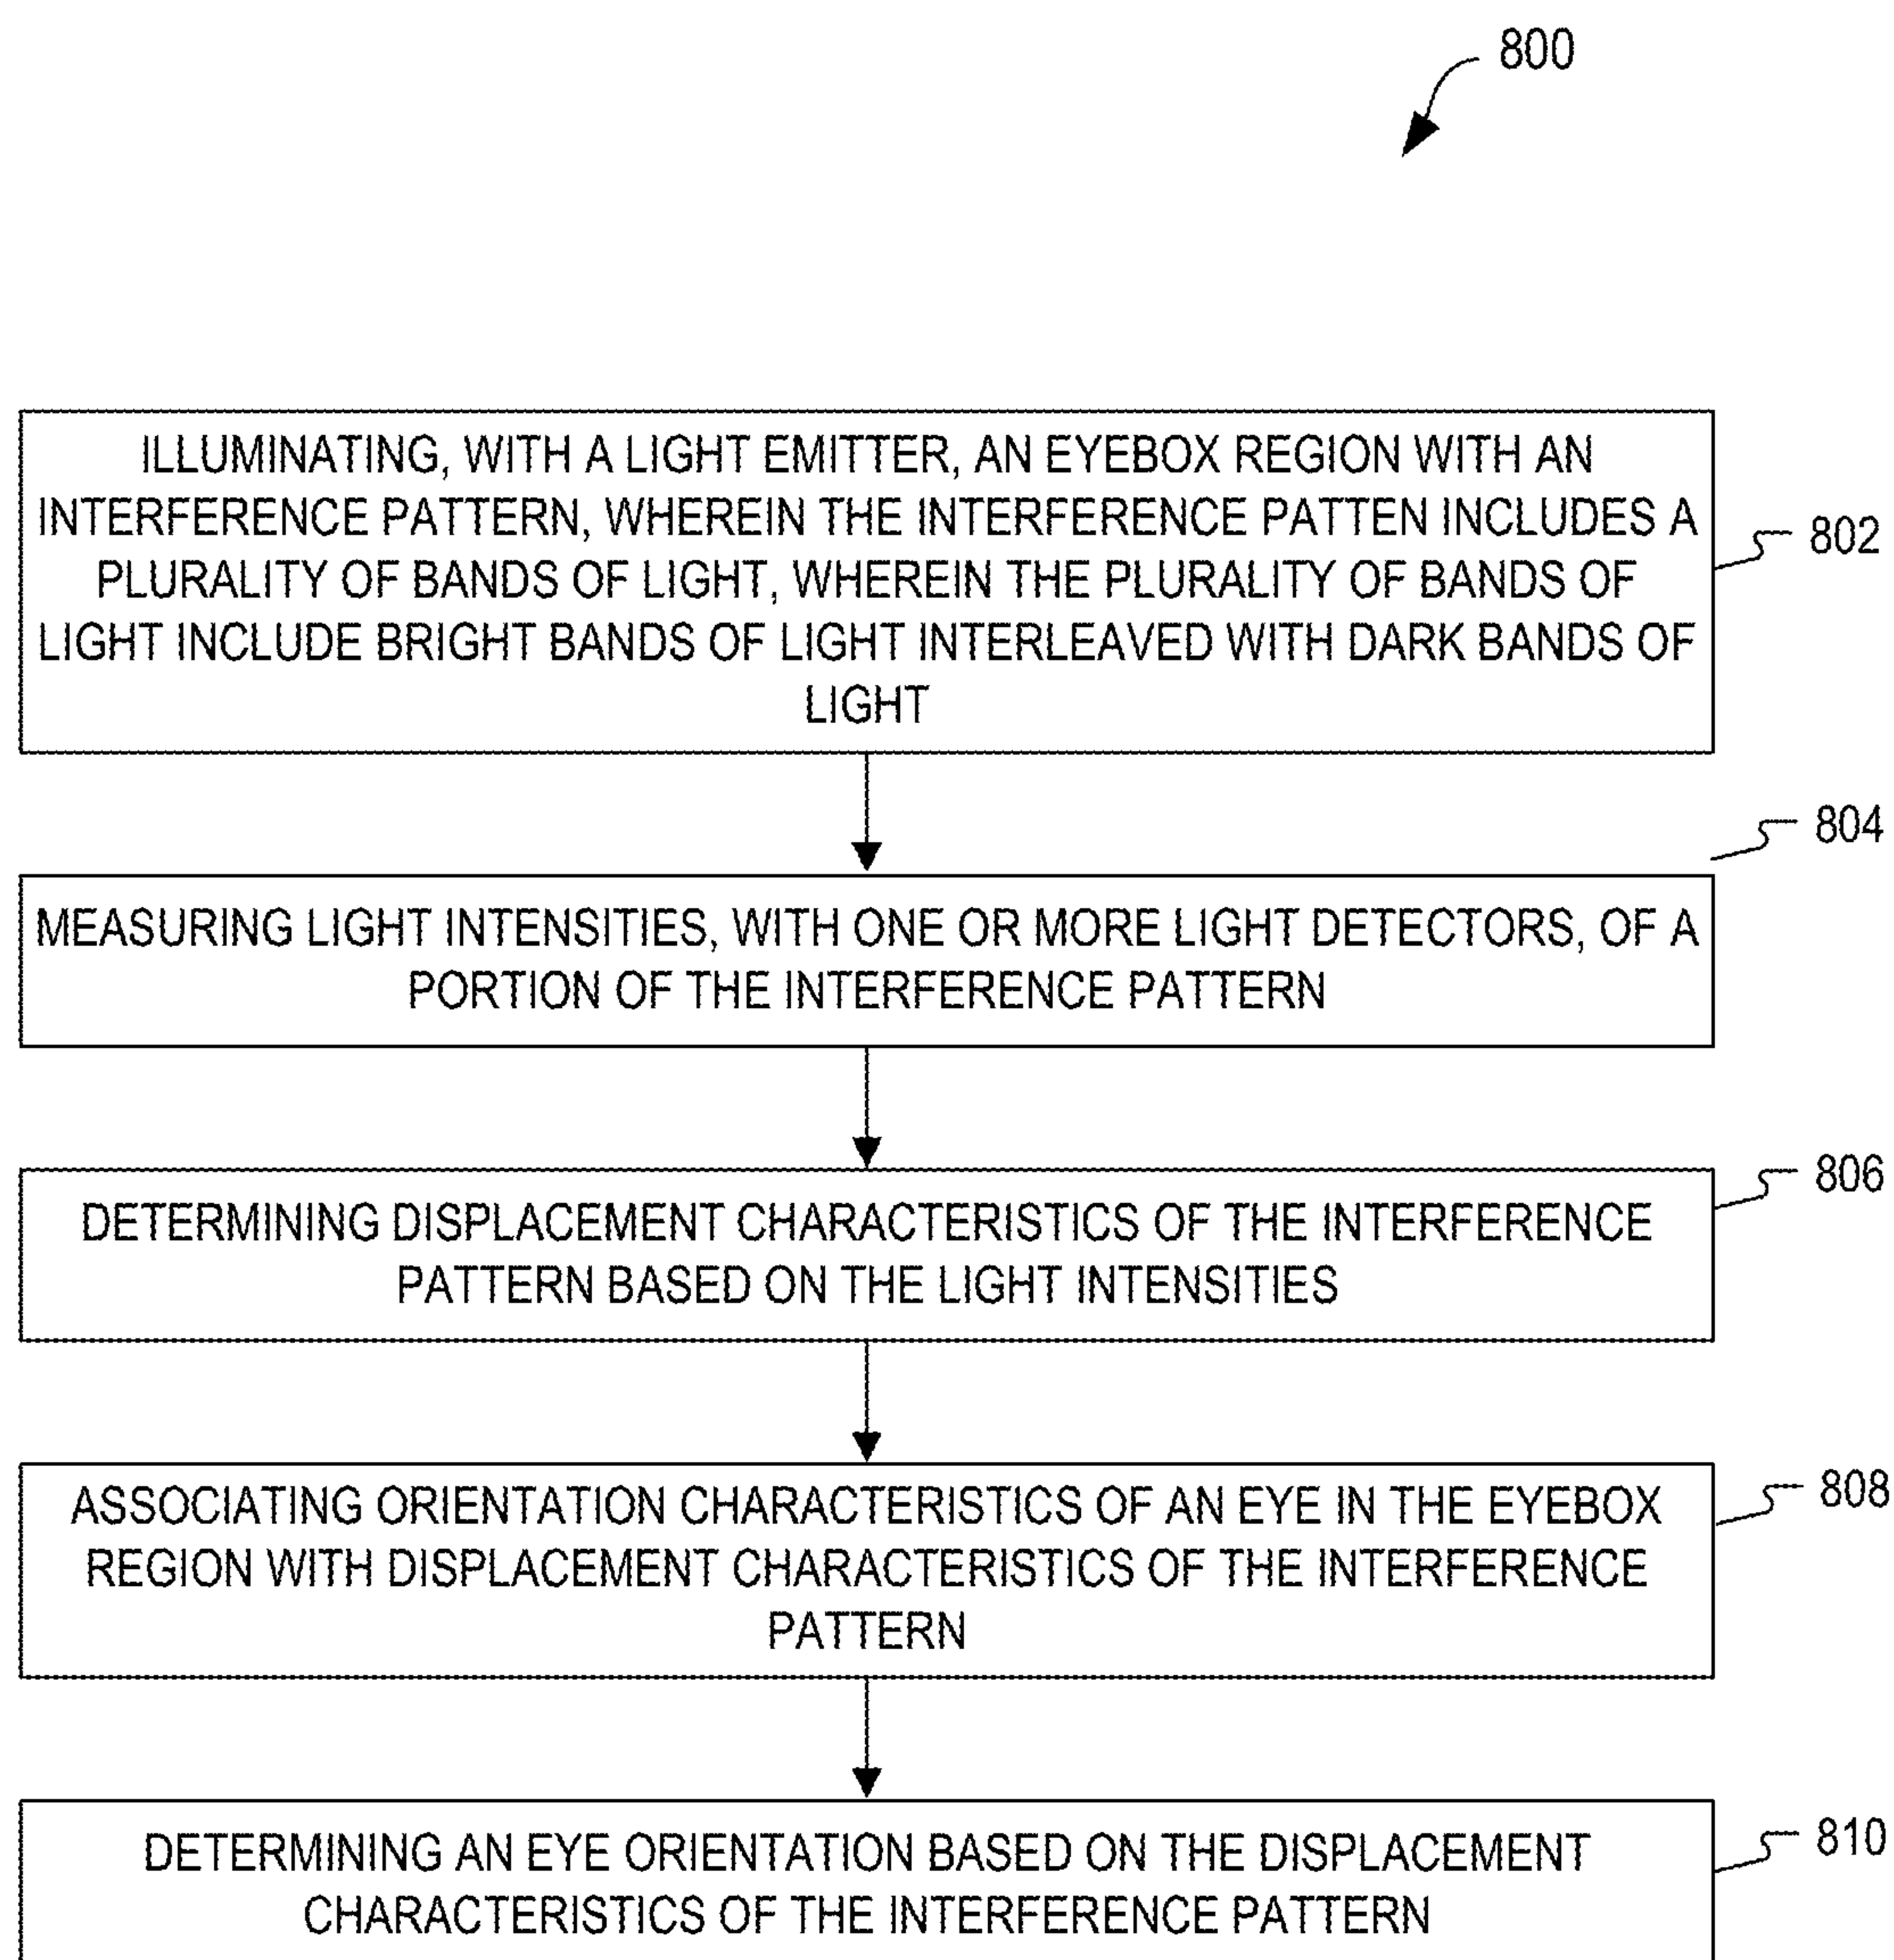 800
ILLUMINATING, WITH A LIGHT EMITTER, AN EYEBOX REGION WITH AN
INTERFERENCE PATTERN, WHEREIN THE INTERFERENCE PATTEN INCLUDES A
PLURALITY OF BANDS OF LIGHT, WHEREIN THE PLURALITY OF BANDS OF
LIGHT INCLUDE BRIGHT BANDS OF LIGHT INTERLEAVED WITH DARK BANDS OF
LIGHT
802
804
MEASURING LIGHT INTENSITIES, WITH ONE OR MORE LIGHT DETECTORS, OF A
PORTION OF THE INTERFERENCE PATTERN
806
DETERMINING DISPLACEMENT CHARACTERISTICS OF THE INTERFERENCE
PATTERN BASED ON THE LIGHT INTENSITIES
808
ASSOCIATING ORIENTATION CHARACTERISTICS OF AN EYE IN THE EYEBOX
REGION WITH DISPLACEMENT CHARACTERISTICS OF THE INTERFERENCE
PATTERN
810
DETERMINING AN EYE ORIENTATION BASED ON THE DISPLACEMENT
CHARACTERISTICS OF THE INTERFERENCE PATTERN